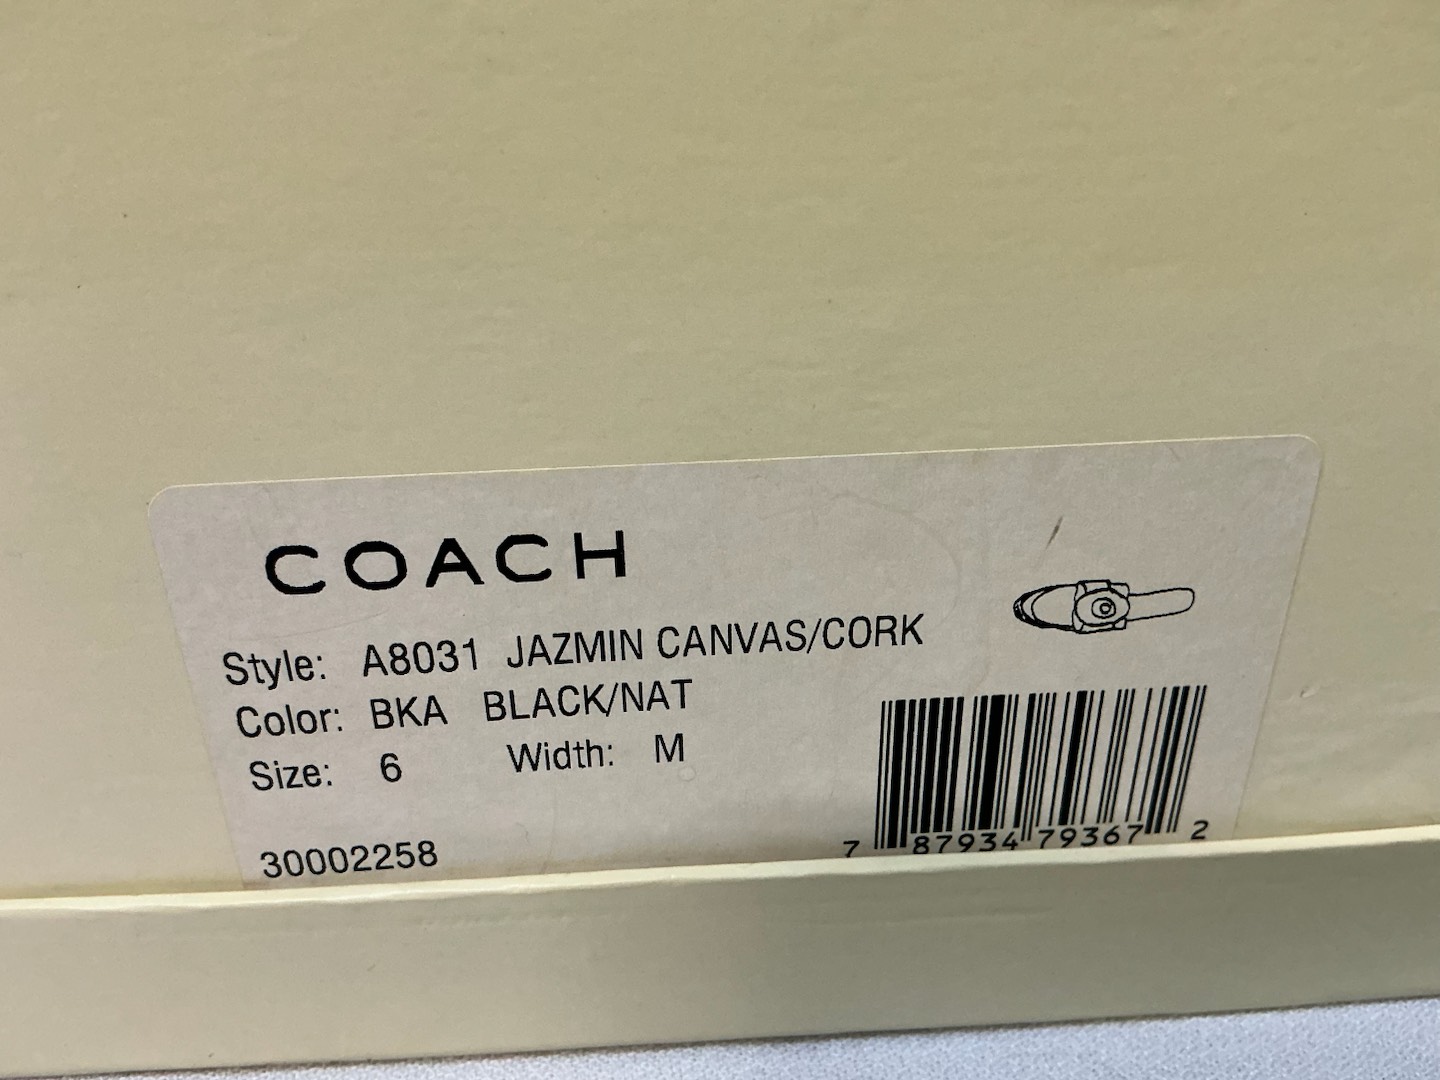 COACH
Style: A8031 JAZMIN CANVAS/CORK
Color: BKA BLACK/NAT
Size: 6 Width: M
30002258
7 87934 79367 2